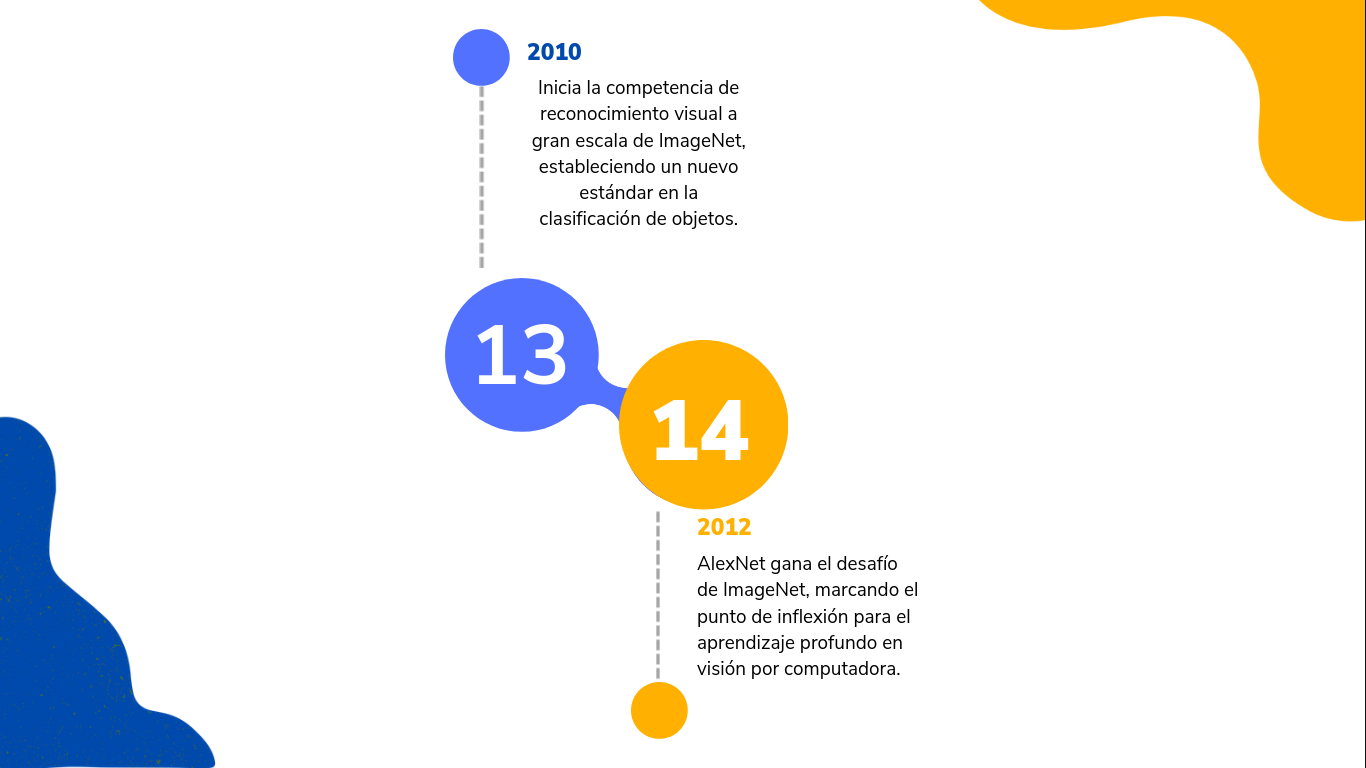 2010
Inicia la competencia de
reconocimiento visual a
gran escala de ImageNet,
estableciendo un nuevo
estándar en la
clasificación de objetos.
13
14
2012
AlexNet gana el desafío
de ImageNet, marcando el
punto de inflexión para el
aprendizaje profundo en
visión por computadora.